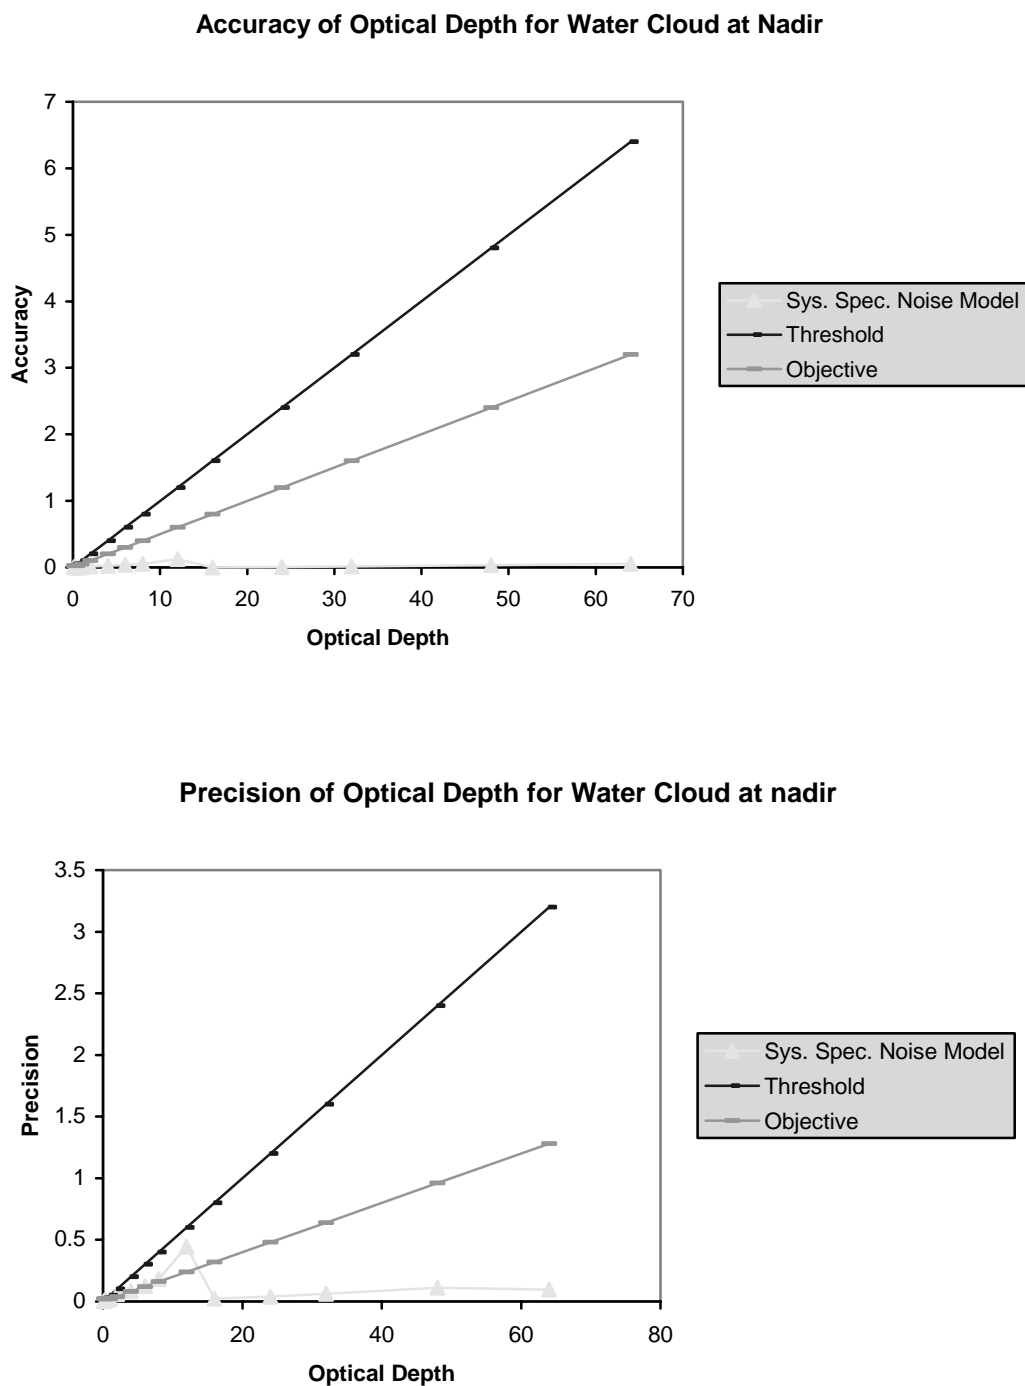 Accuracy of Optical Depth for Water Cloud at Nadir
7
6
5
4
3
2
1
0
Accuracy
0 10 20 30 40 50 60 70
Optical Depth
Sys. Spec. Noise Model
Threshold
Objective
Precision of Optical Depth for Water Cloud at nadir
3.5
3
2.5
2
1.5
1
0.5
0
Precision
0 20 40 60 80
Optical Depth
Sys. Spec. Noise Model
Threshold
Objective